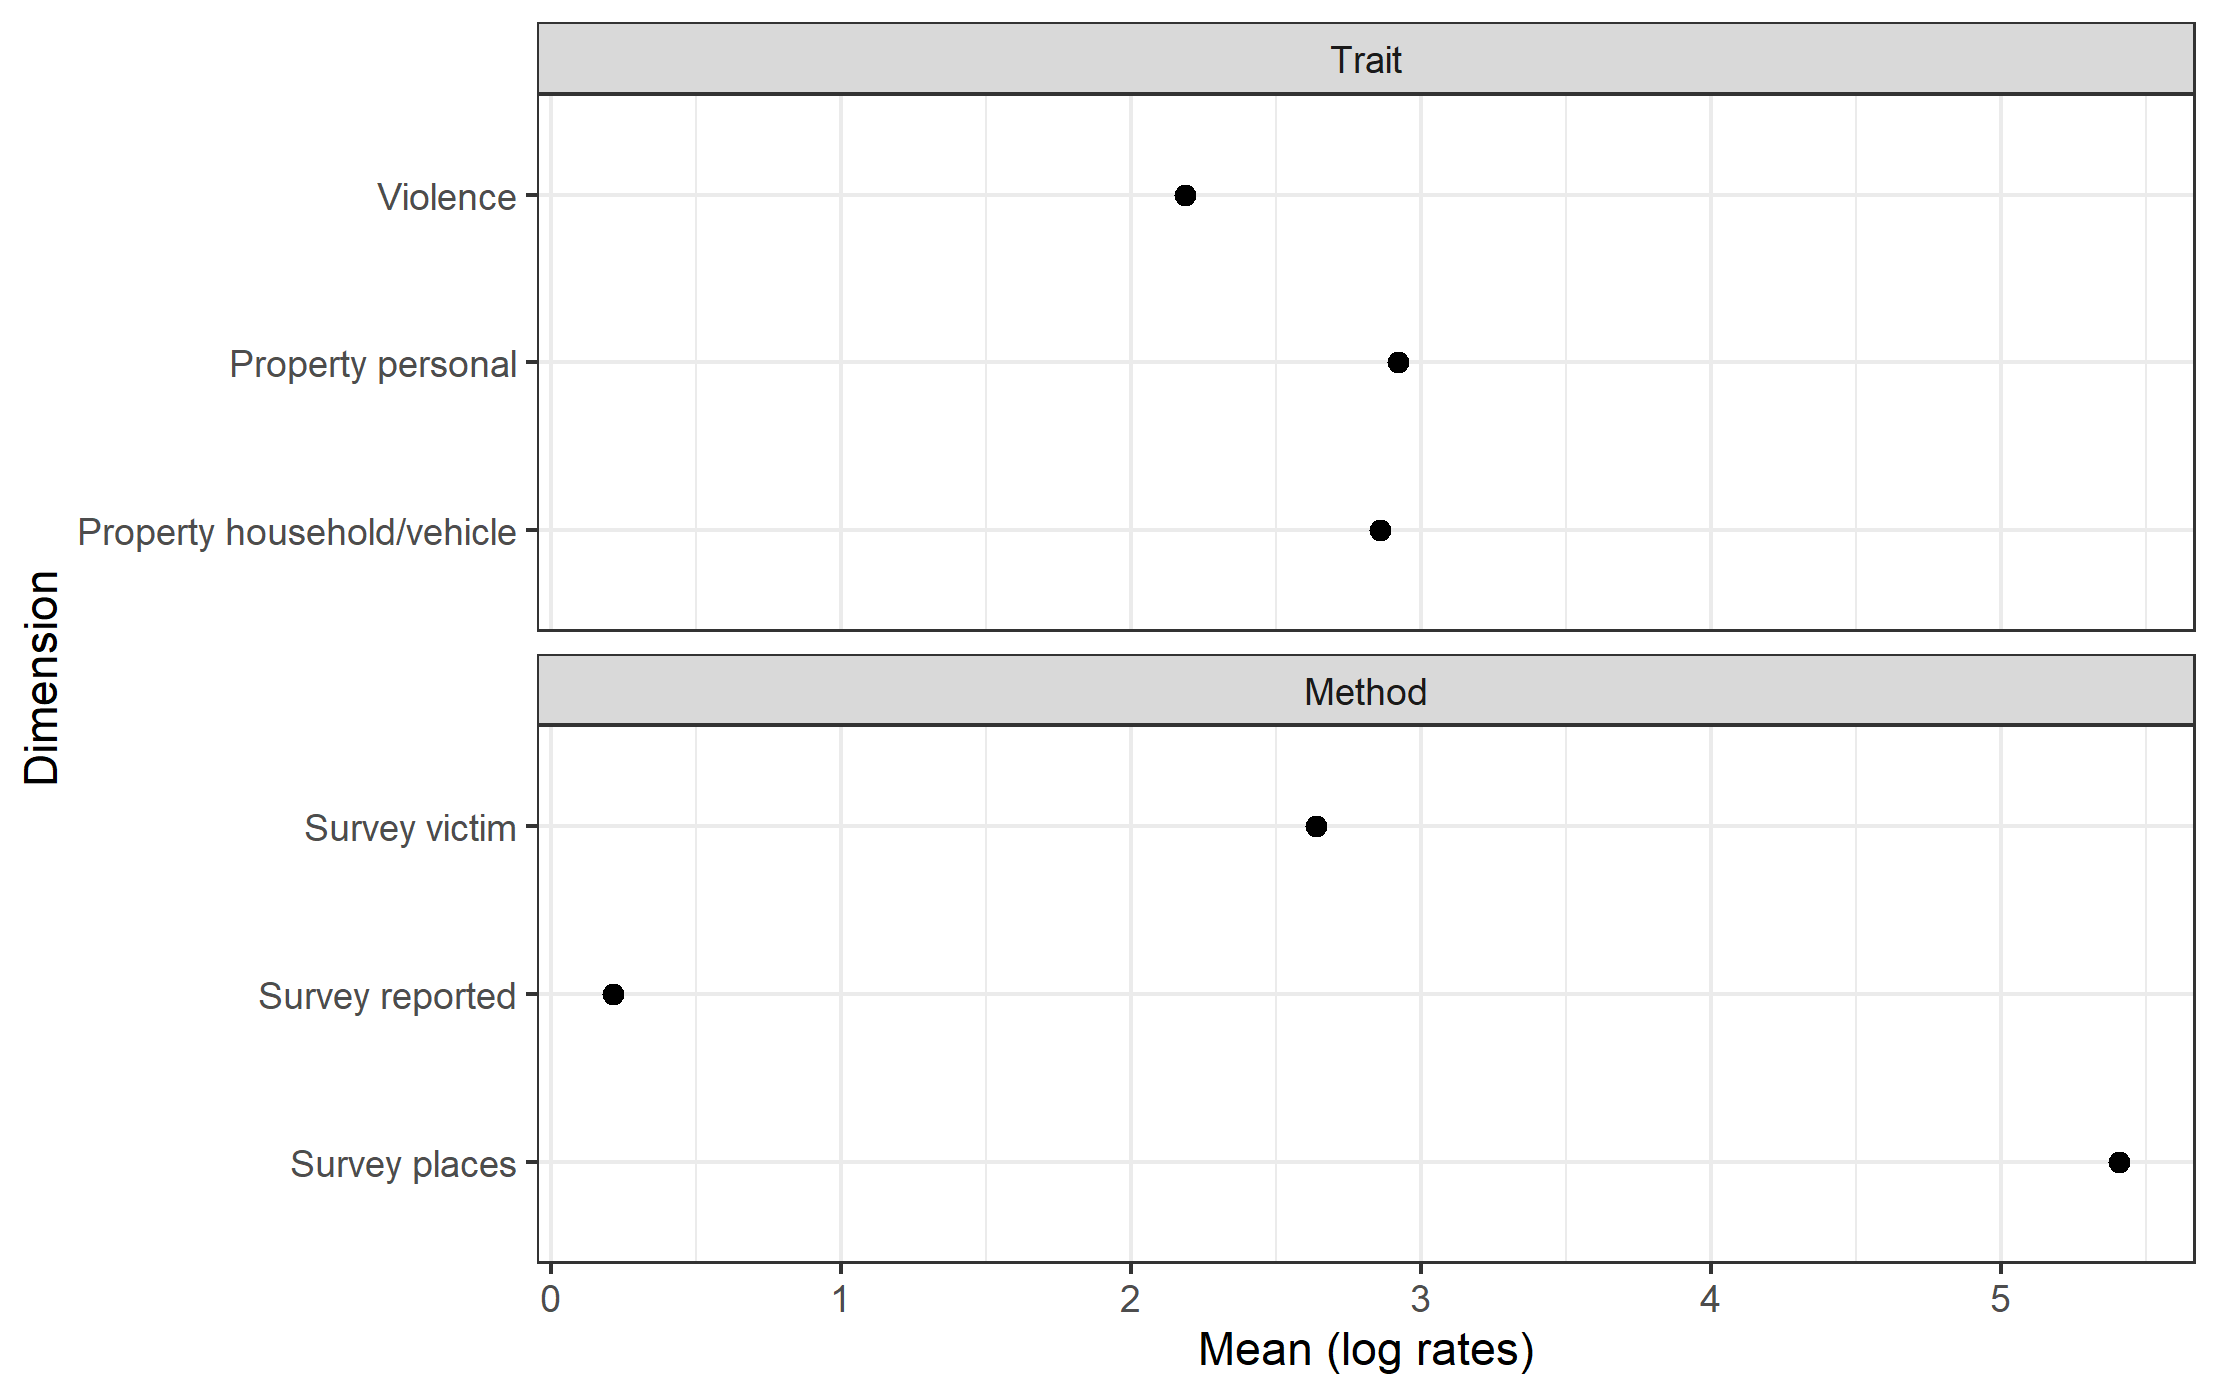 Trait
Violence
Property personal
Property household/vehicle
Dimension
Method
Survey victim
Survey reported
Survey places
0 1 2 3 4 5
Mean (log rates)